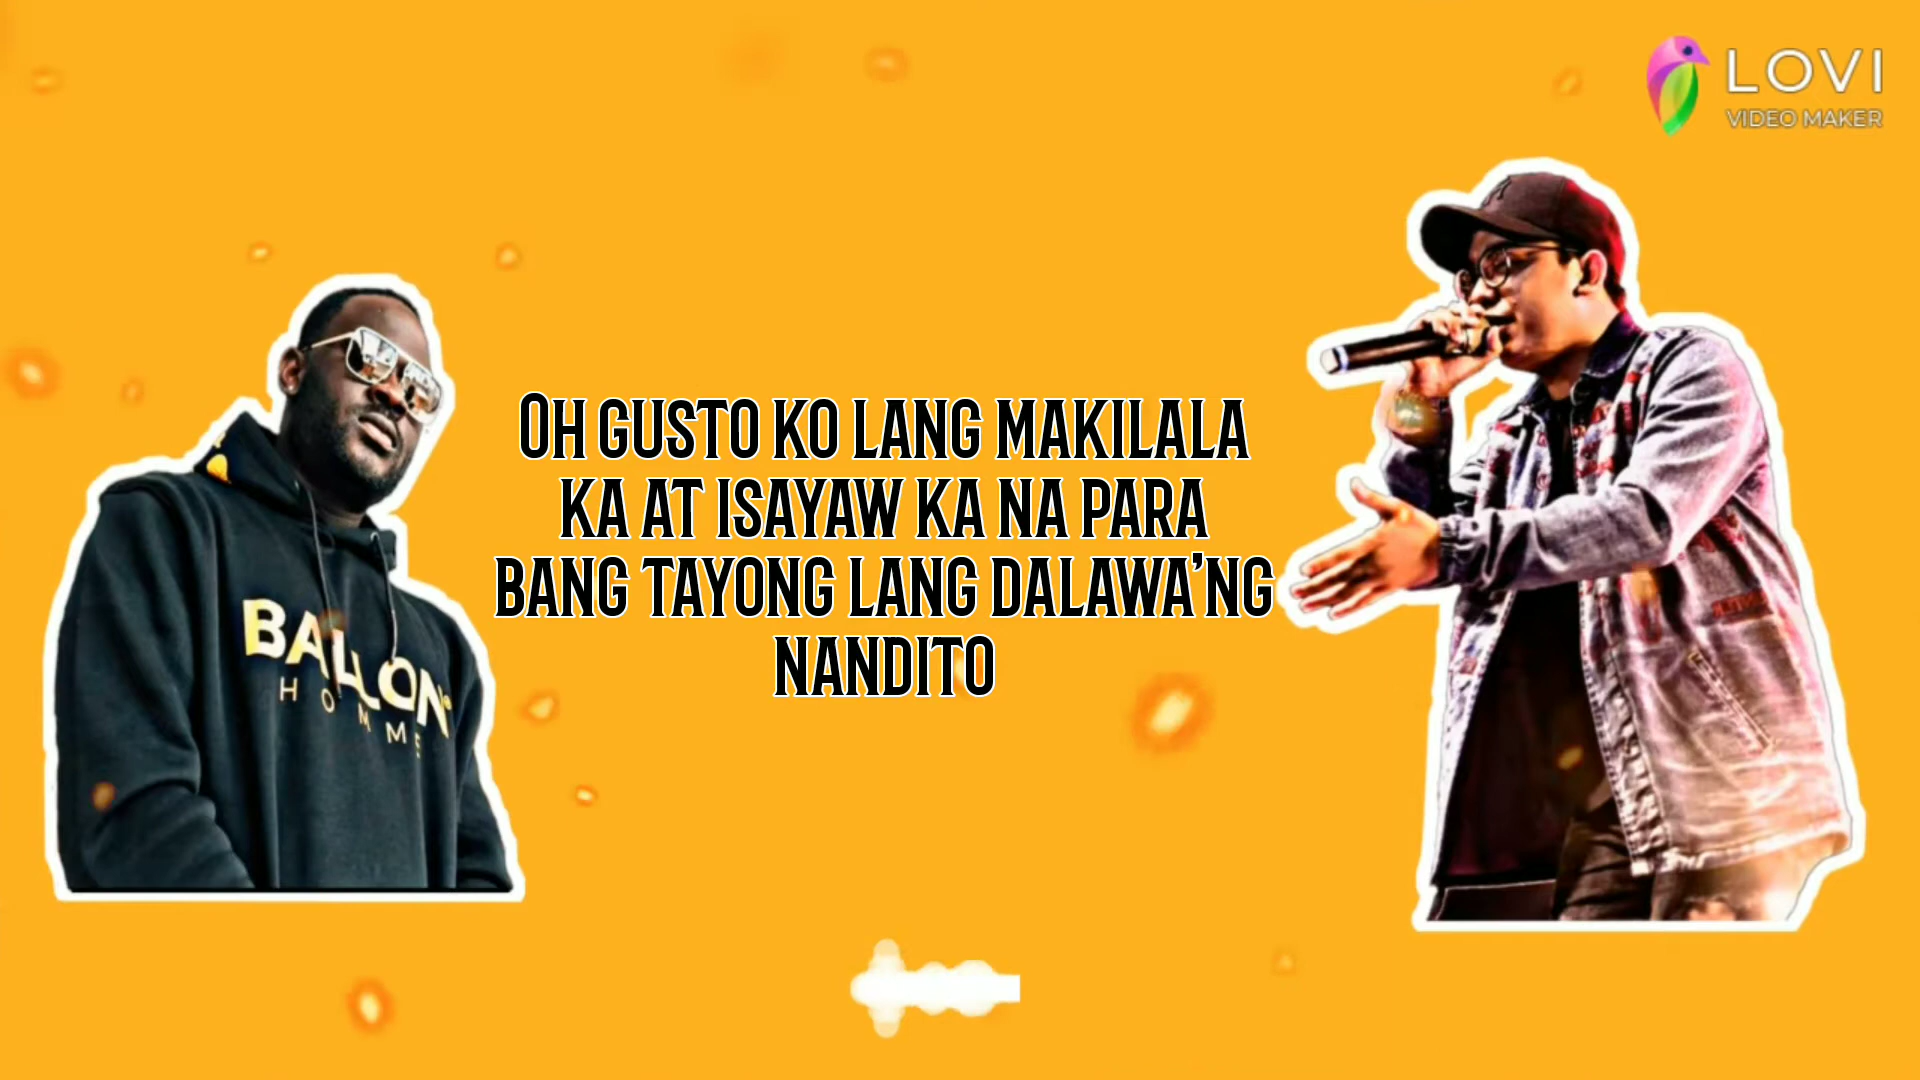 LOVI
VIDEO MAKER
Oh gusto ko lang makilala
ka at isayaw ka na para
bang tayong lang dalawa'ng
nandito
BALLON
HOMME